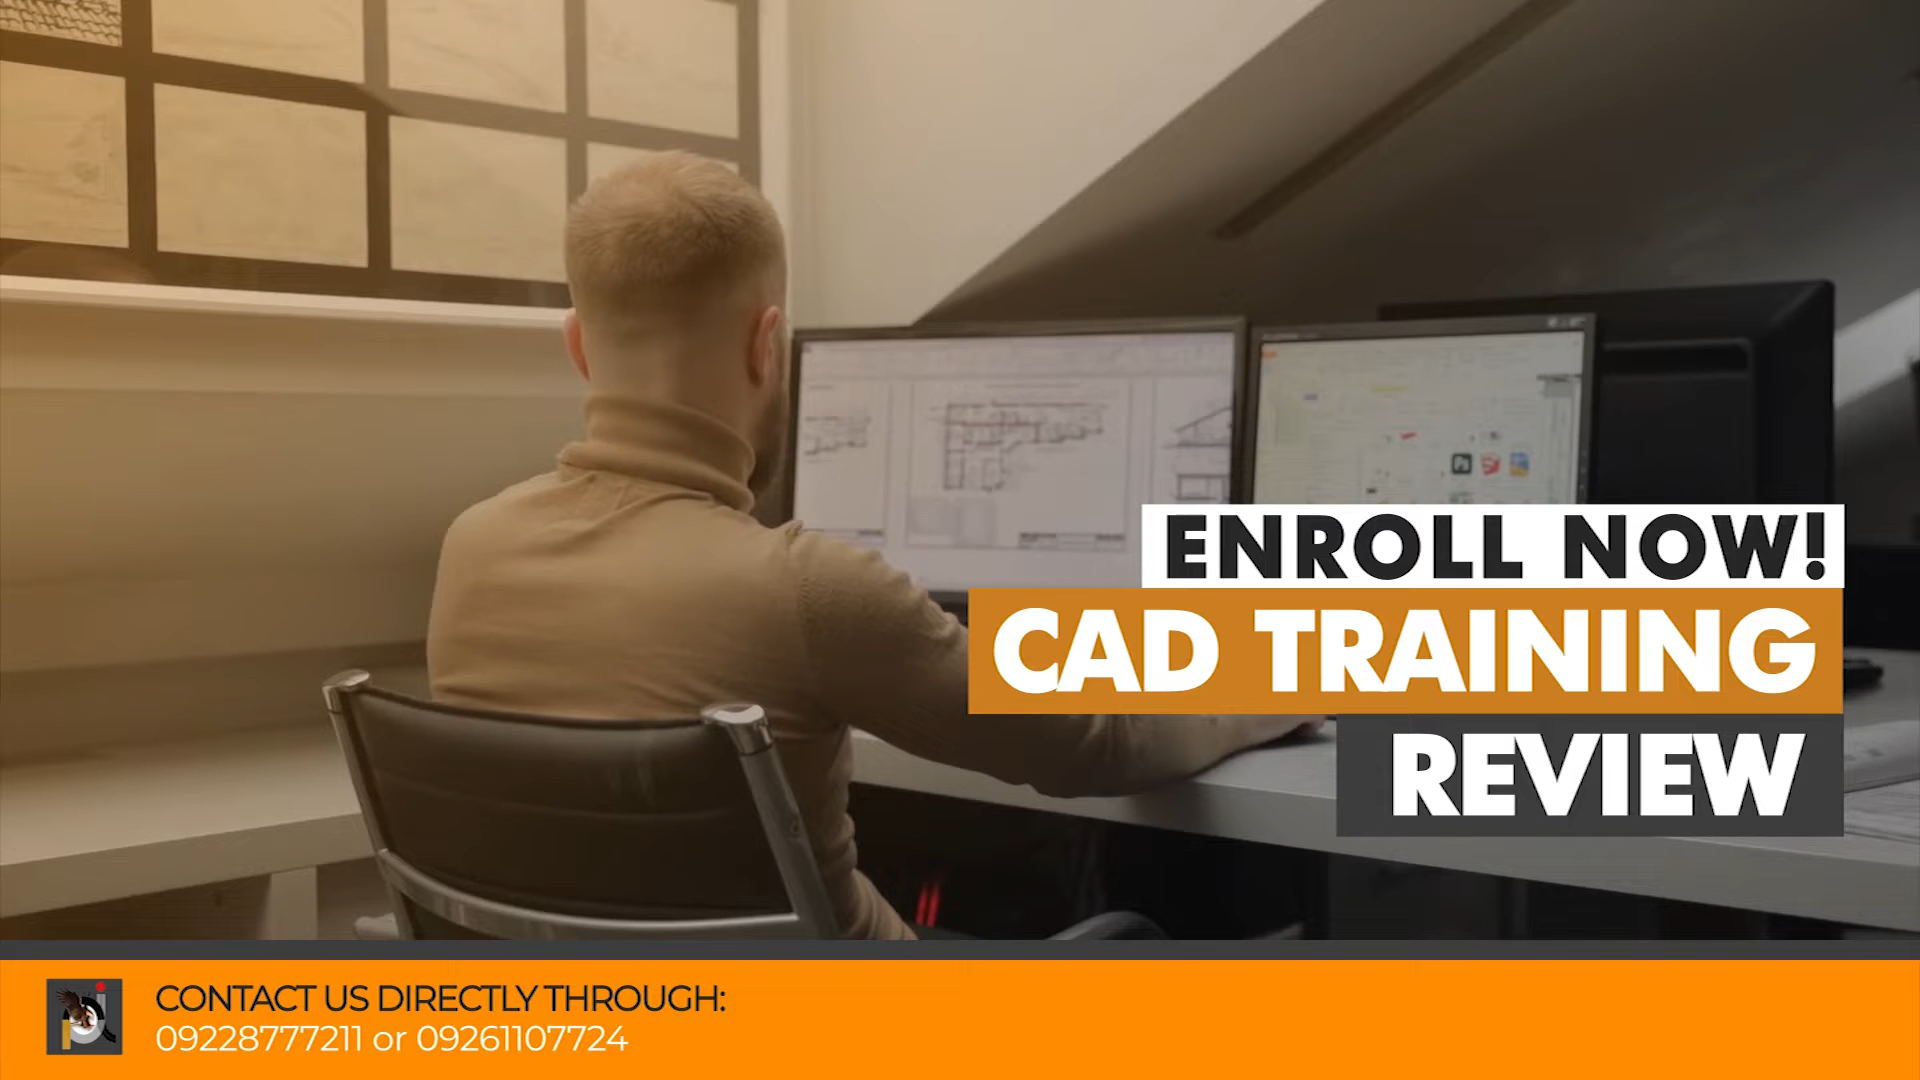 ENROLL NOW!
CAD TRAINING
REVIEW
CONTACT US DIRECTLY THROUGH:
09228777211 or 09261107724